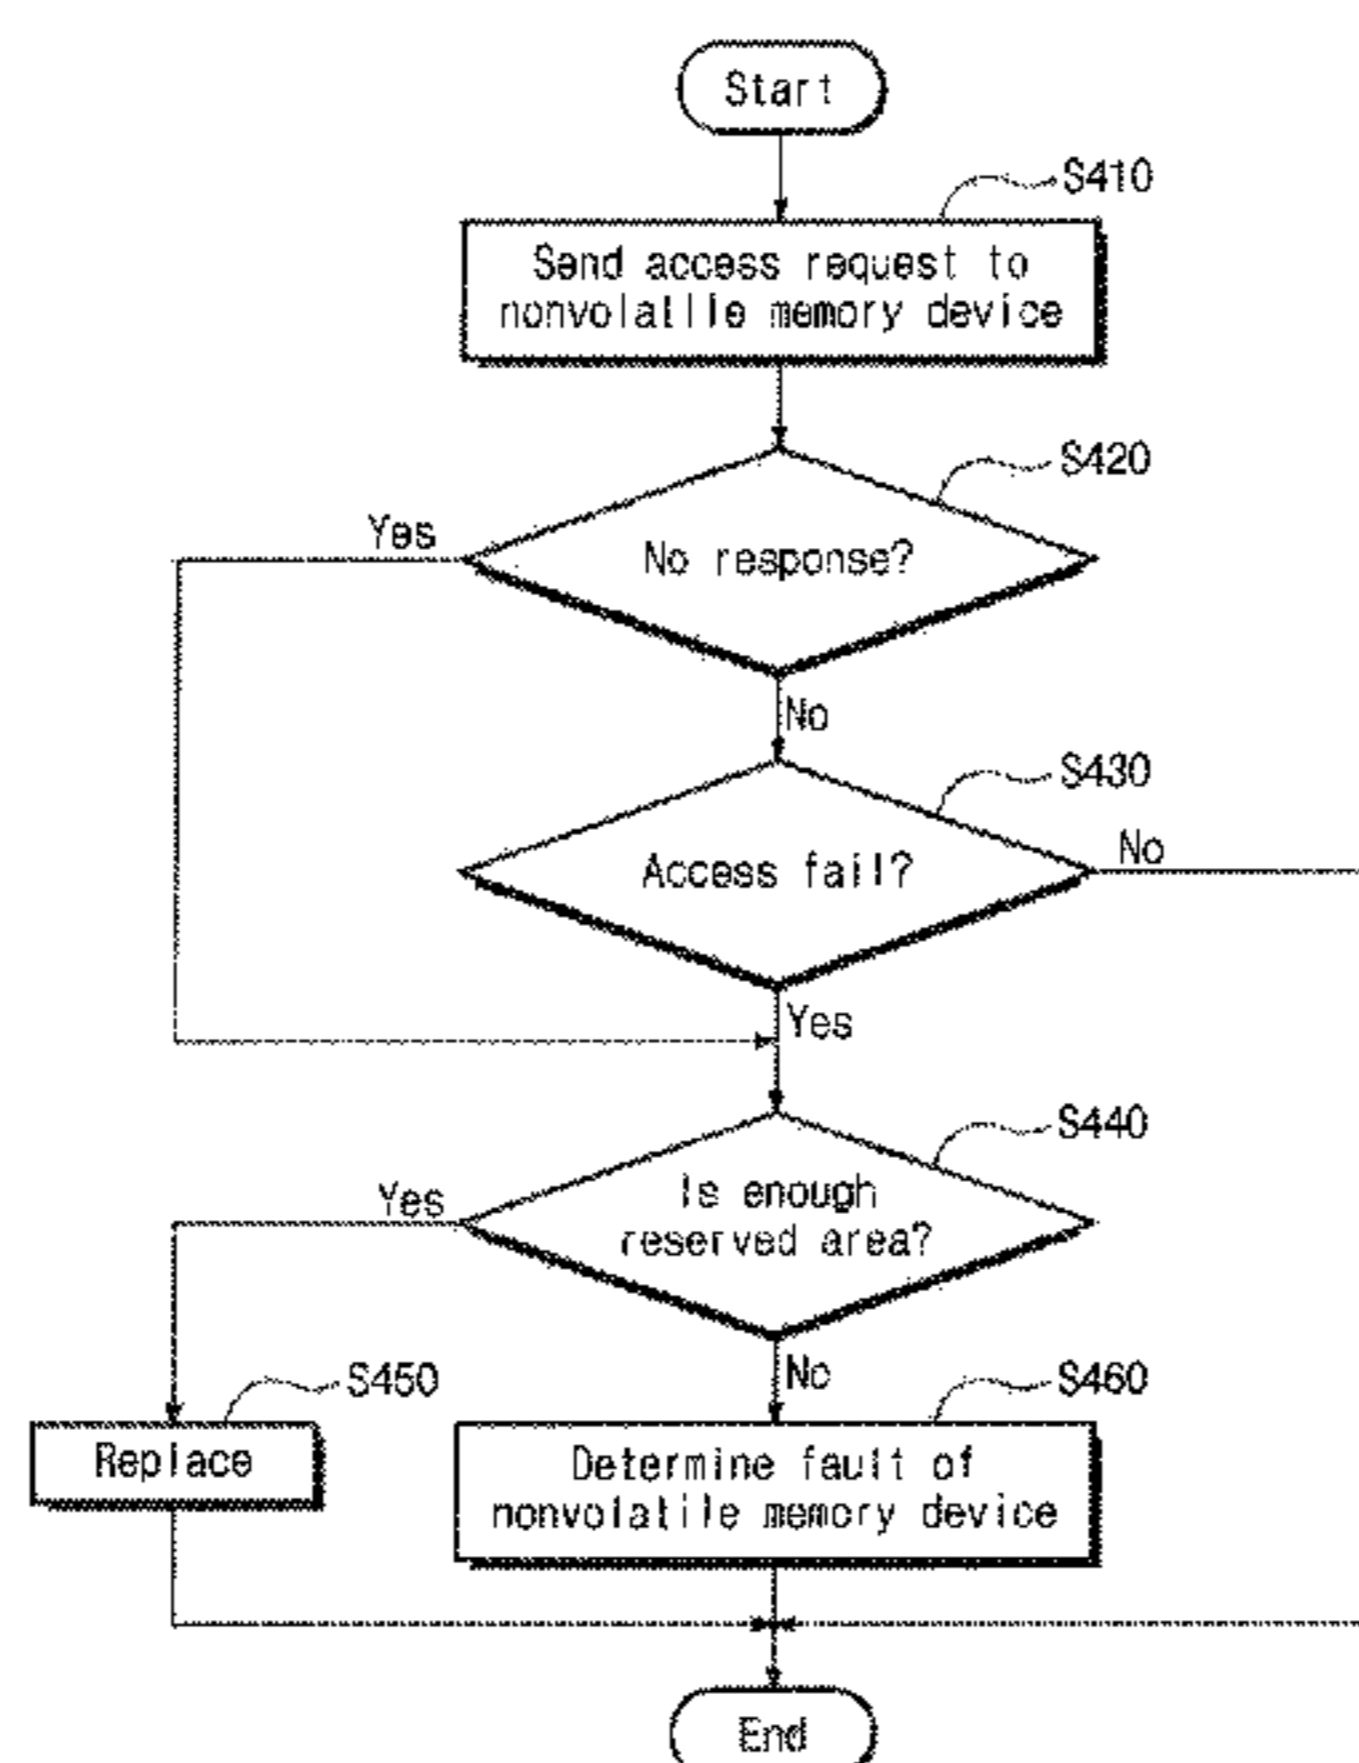 Start
S410
Send access request to
nonvolatile memory device
S420
Yes
No response?
No
S430
No
Access fail?
Yes
S440
Yes
Is enough
reserved area?
No
S450
S460
Replace
Determine fault of
nonvolatile memory device
End